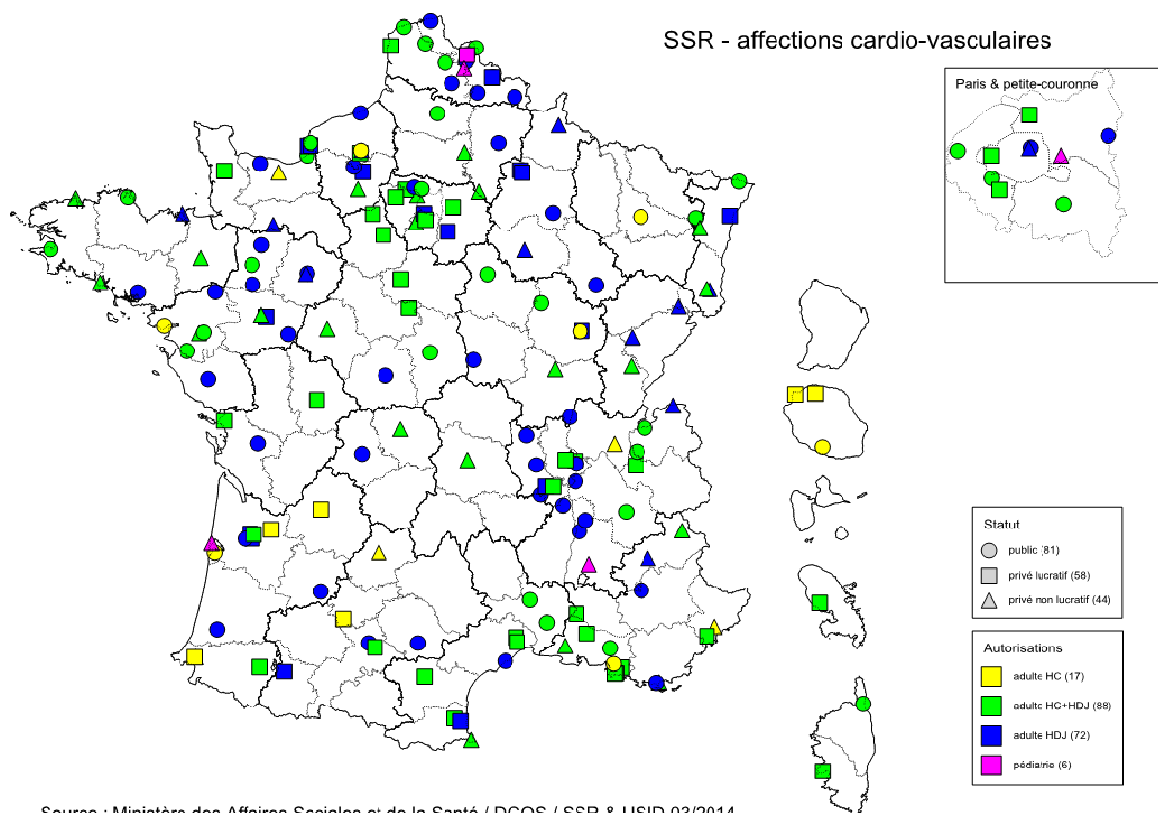 SSR - affections cardio-vasculaires
Paris & petite-couronne
Statut
public (81)
privé lucratif (58)
privé non lucratif (44)
Autorisations
adulte HC (17)
adulte HC+HDJ (88)
adulte HDJ (72)
pédiatrie (6)
Source : Ministère des Affaires Sociales et de la Santé / DGOS / SSR & USLD 03/2014